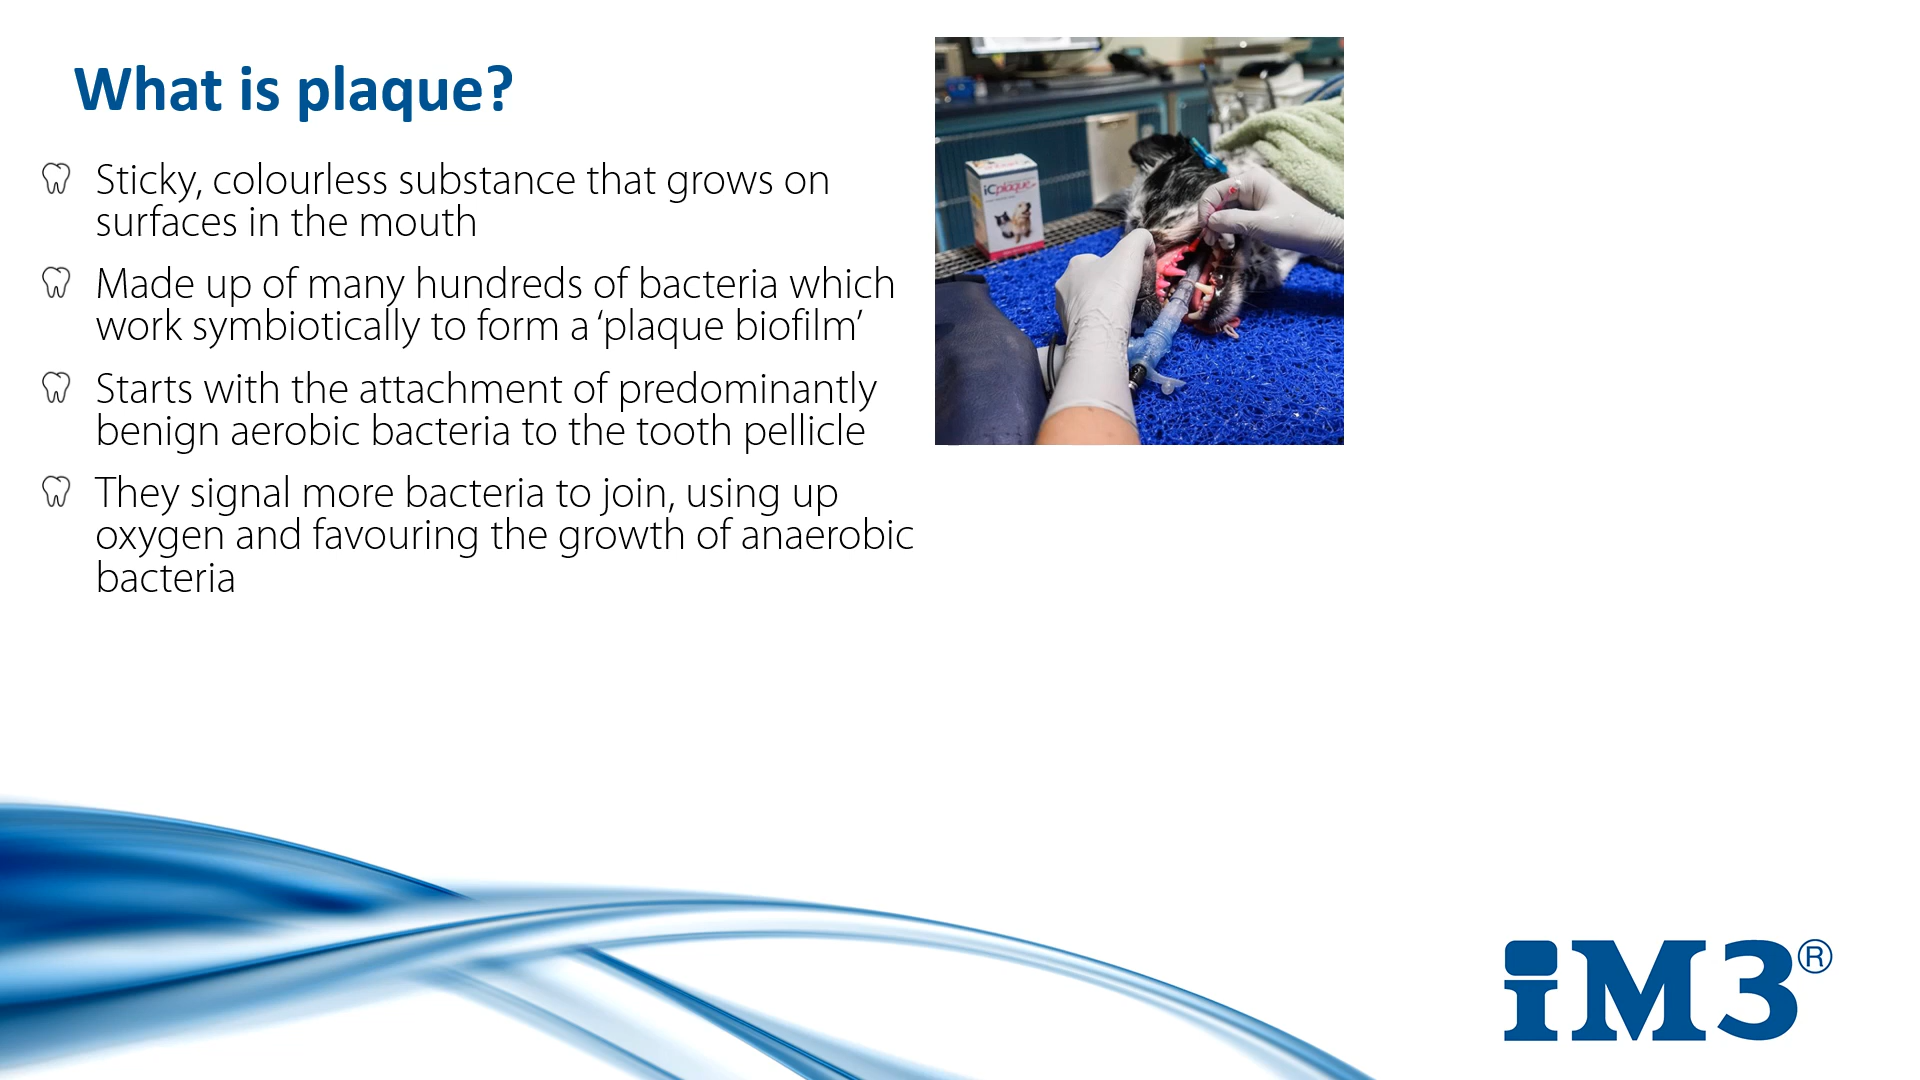 What is plaque?
Sticky, colourless substance that grows on
surfaces in the mouth
Made up of many hundreds of bacteria which
work symbiotically to form a ‘plaque biofilm’
Starts with the attachment of predominantly
benign aerobic bacteria to the tooth pellicle
They signal more bacteria to join, using up
oxygen and favouring the growth of anaerobic
bacteria
iCplaque
iM3®